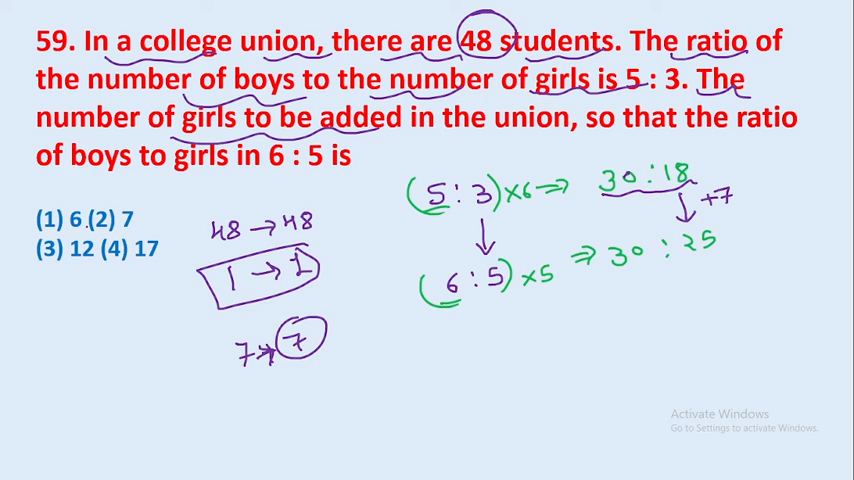 59. In a college union, there are 48 students. The ratio of
the number of boys to the number of girls is 5 : 3. The
number of girls to be added in the union, so that the ratio
of boys to girls in 6 : 5 is
(5 : 3) ×6 ⇒ 30 : 18
+7
(1) 6 (2) 7
(3) 12 (4) 17
48 → 48
1 → 1
(6 : 5) ×5 ⇒ 30 : 25
7 → 7
Activate Windows
Go to Settings to activate Windows.